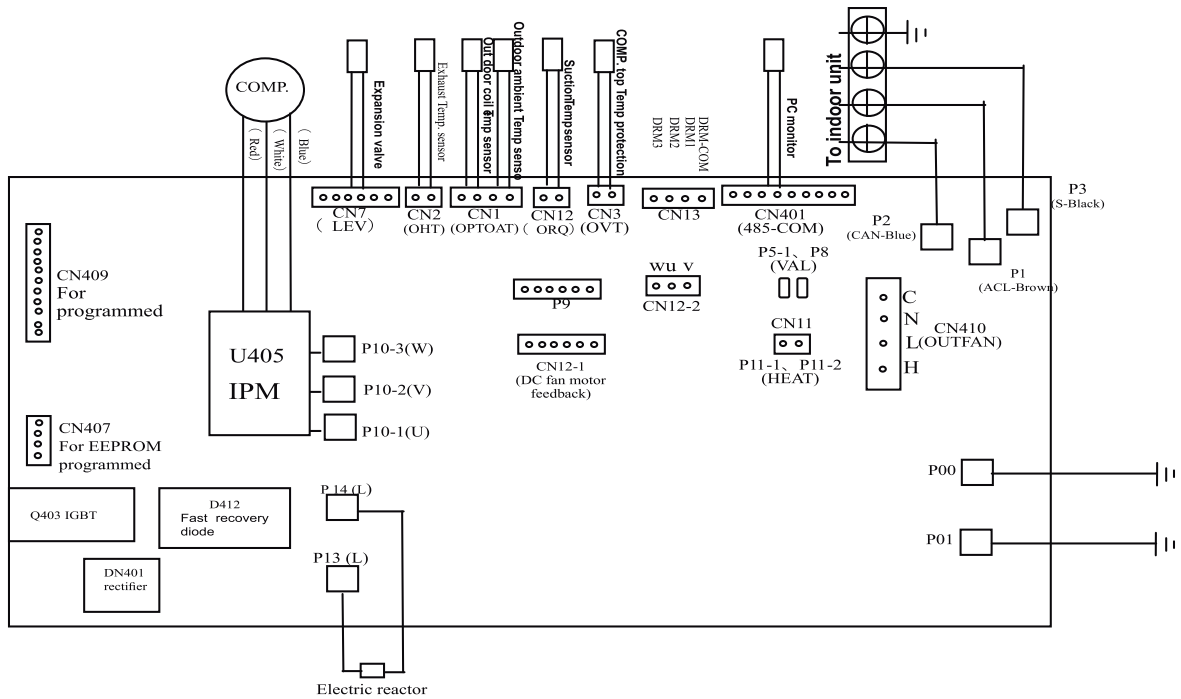 COMP.
( Red)
( White)
( Blue)
Expansion valve
Exhaust Temp. sensor
Out door coil Temp sensor
Outdoor ambient Temp senso
SuctionTempsensor
COMP. top Temp protection
DRM-COM
DRM1
DRM2
DRM3
PC monitor
To indoor unit
CN7
( LEV)
CN2
(OHT)
CN1
(OPTOAT)
CN12
( ORQ)
CN3
(OVT)
CN13
CN401
(485-COM)
P2
(CAN-Blue)
P3
(S-Black)
P1
(ACL-Brown)
CN409
For
programmed
P9
wu v
CN12-2
P5-1、P8
(VAL)
CN11
P11-1、P11-2
(HEAT)
C
N
L
H
CN410
(OUTFAN)
U405
IPM
P10-3(W)
P10-2(V)
P10-1(U)
CN12-1
(DC fan motor
feedback)
CN407
For EEPROM
programmed
Q403 IGBT
D412
Fast recovery
diode
DN401
rectifier
P 14 (L)
P13 (L)
P00
P01
Electric reactor